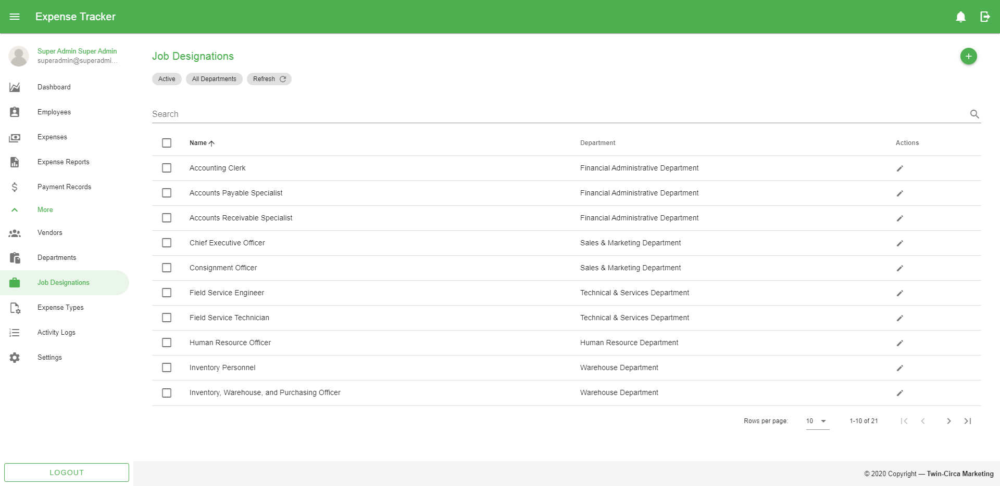 Expense Tracker
Super Admin Super Admin
superadmin@superadmi...
Dashboard
Employees
Expenses
Expense Reports
Payment Records
More
Vendors
Departments
Job Designations
Expense Types
Activity Logs
Settings
LOGOUT
Job Designations
Active All Departments Refresh
Search
Name Department Actions
Accounting Clerk Financial Administrative Department
Accounts Payable Specialist Financial Administrative Department
Accounts Receivable Specialist Financial Administrative Department
Chief Executive Officer Sales & Marketing Department
Consignment Officer Sales & Marketing Department
Field Service Engineer Technical & Services Department
Field Service Technician Technical & Services Department
Human Resource Officer Human Resource Department
Inventory Personnel Warehouse Department
Inventory, Warehouse, and Purchasing Officer Warehouse Department
Rows per page: 10 1-10 of 21
© 2020 Copyright — Twin-Circa Marketing